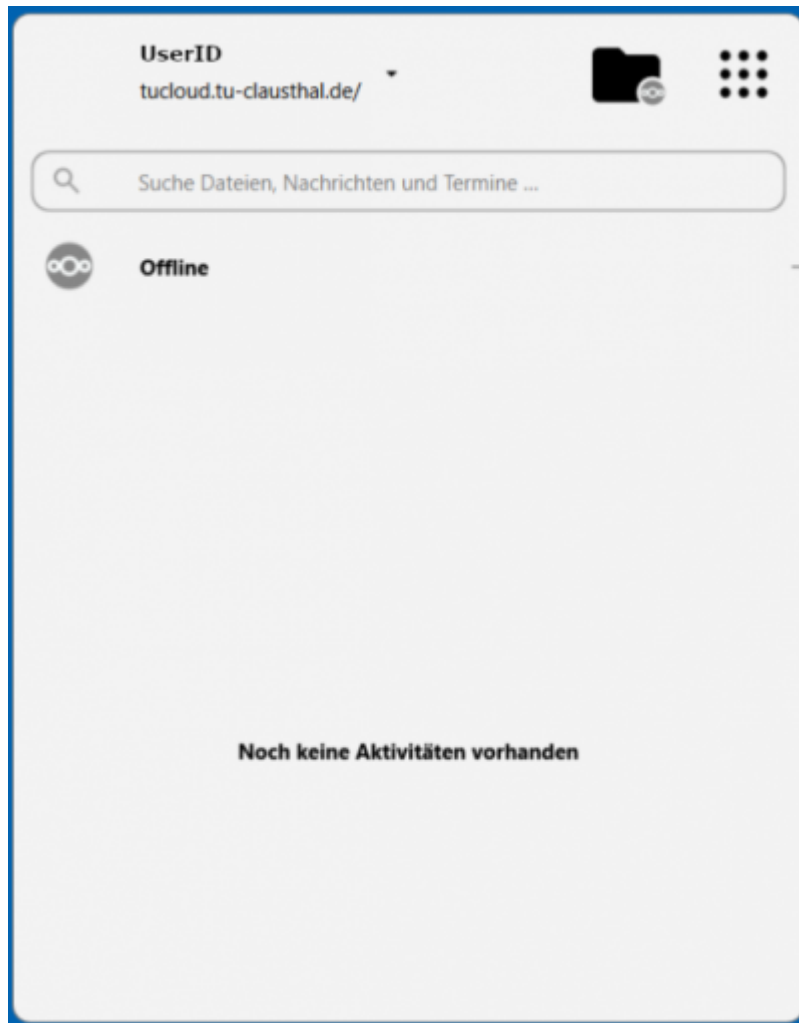 UserID
tucloud.tu-clausthal.de/
Suche Dateien, Nachrichten und Termine ...
Offline
Noch keine Aktivitäten vorhanden